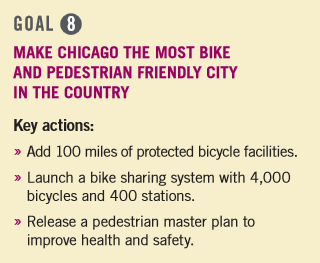 GOAL 8
MAKE CHICAGO THE MOST BIKE
AND PEDESTRIAN FRIENDLY CITY
IN THE COUNTRY
Key actions:
» Add 100 miles of protected bicycle facilities.
» Launch a bike sharing system with 4,000
bicycles and 400 stations.
» Release a pedestrian master plan to
improve health and safety.